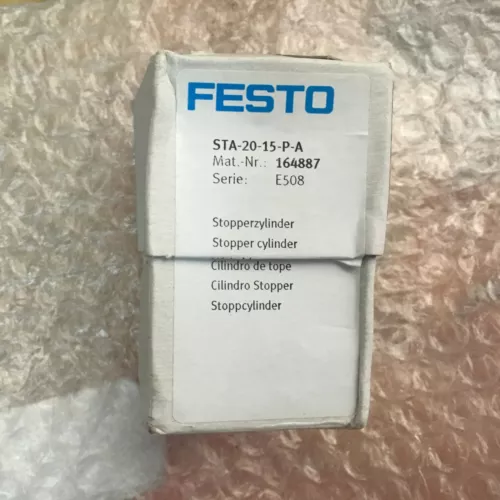 FESTO
STA-20-15-P-A
Mat.-Nr.: 164887
Serie: E508
Stopperzylinder
Stopper cylinder
Cilindro de tope
Cilindro Stopper
Stoppcylinder